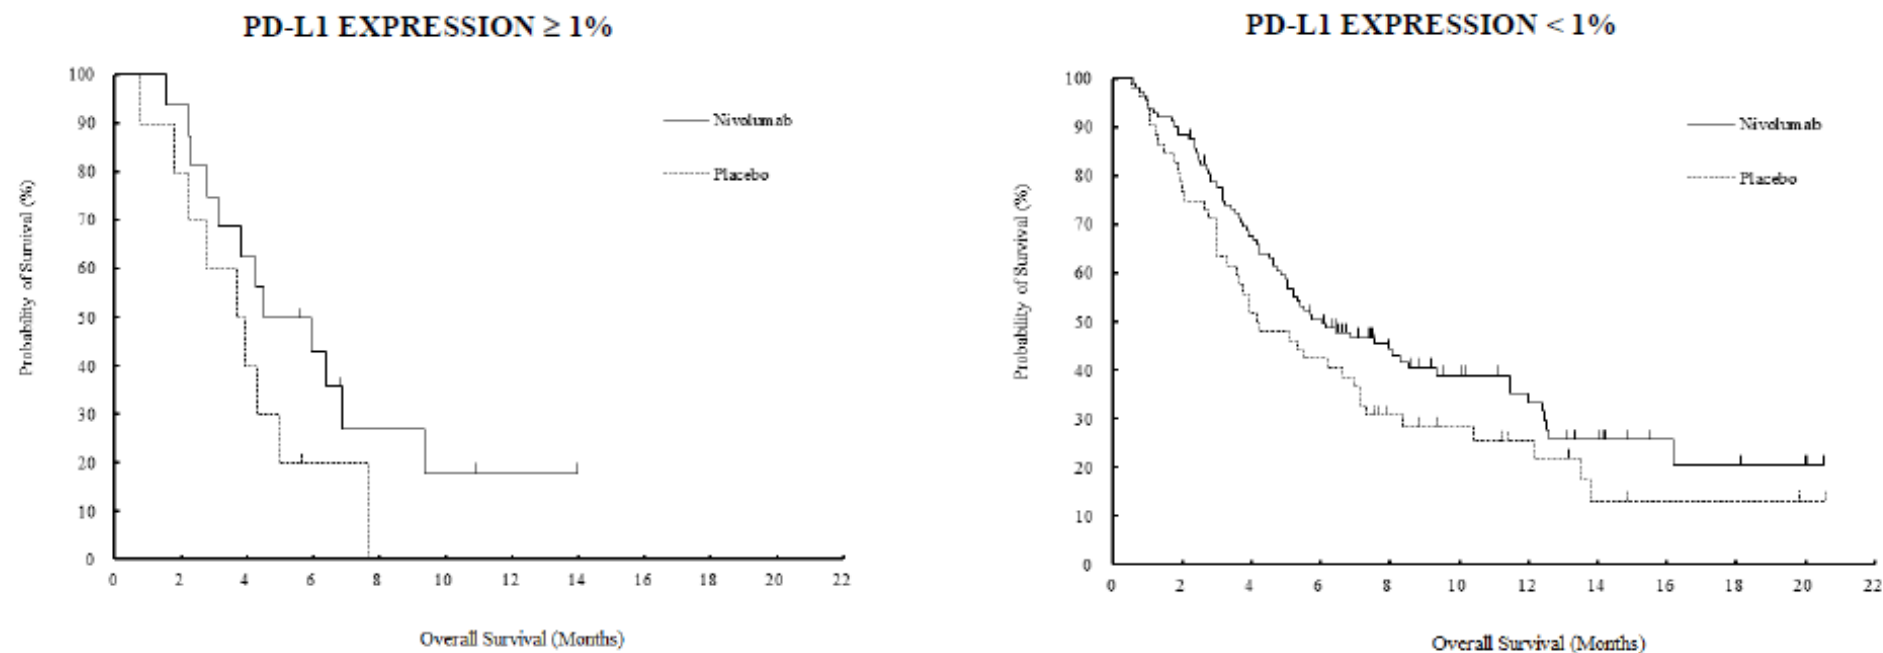 PD-L1 EXPRESSION ≥ 1%
Probability of Survival (%)
100
90
80
70
60
50
40
30
20
10
0
Nivolumab
Placebo
0 2 4 6 8 10 12 14 16 18 20 22
Overall Survival (Months)
PD-L1 EXPRESSION < 1%
Probability of Survival (%)
100
90
80
70
60
50
40
30
20
10
0
Nivolumab
Placebo
0 2 4 6 8 10 12 14 16 18 20 22
Overall Survival (Months)